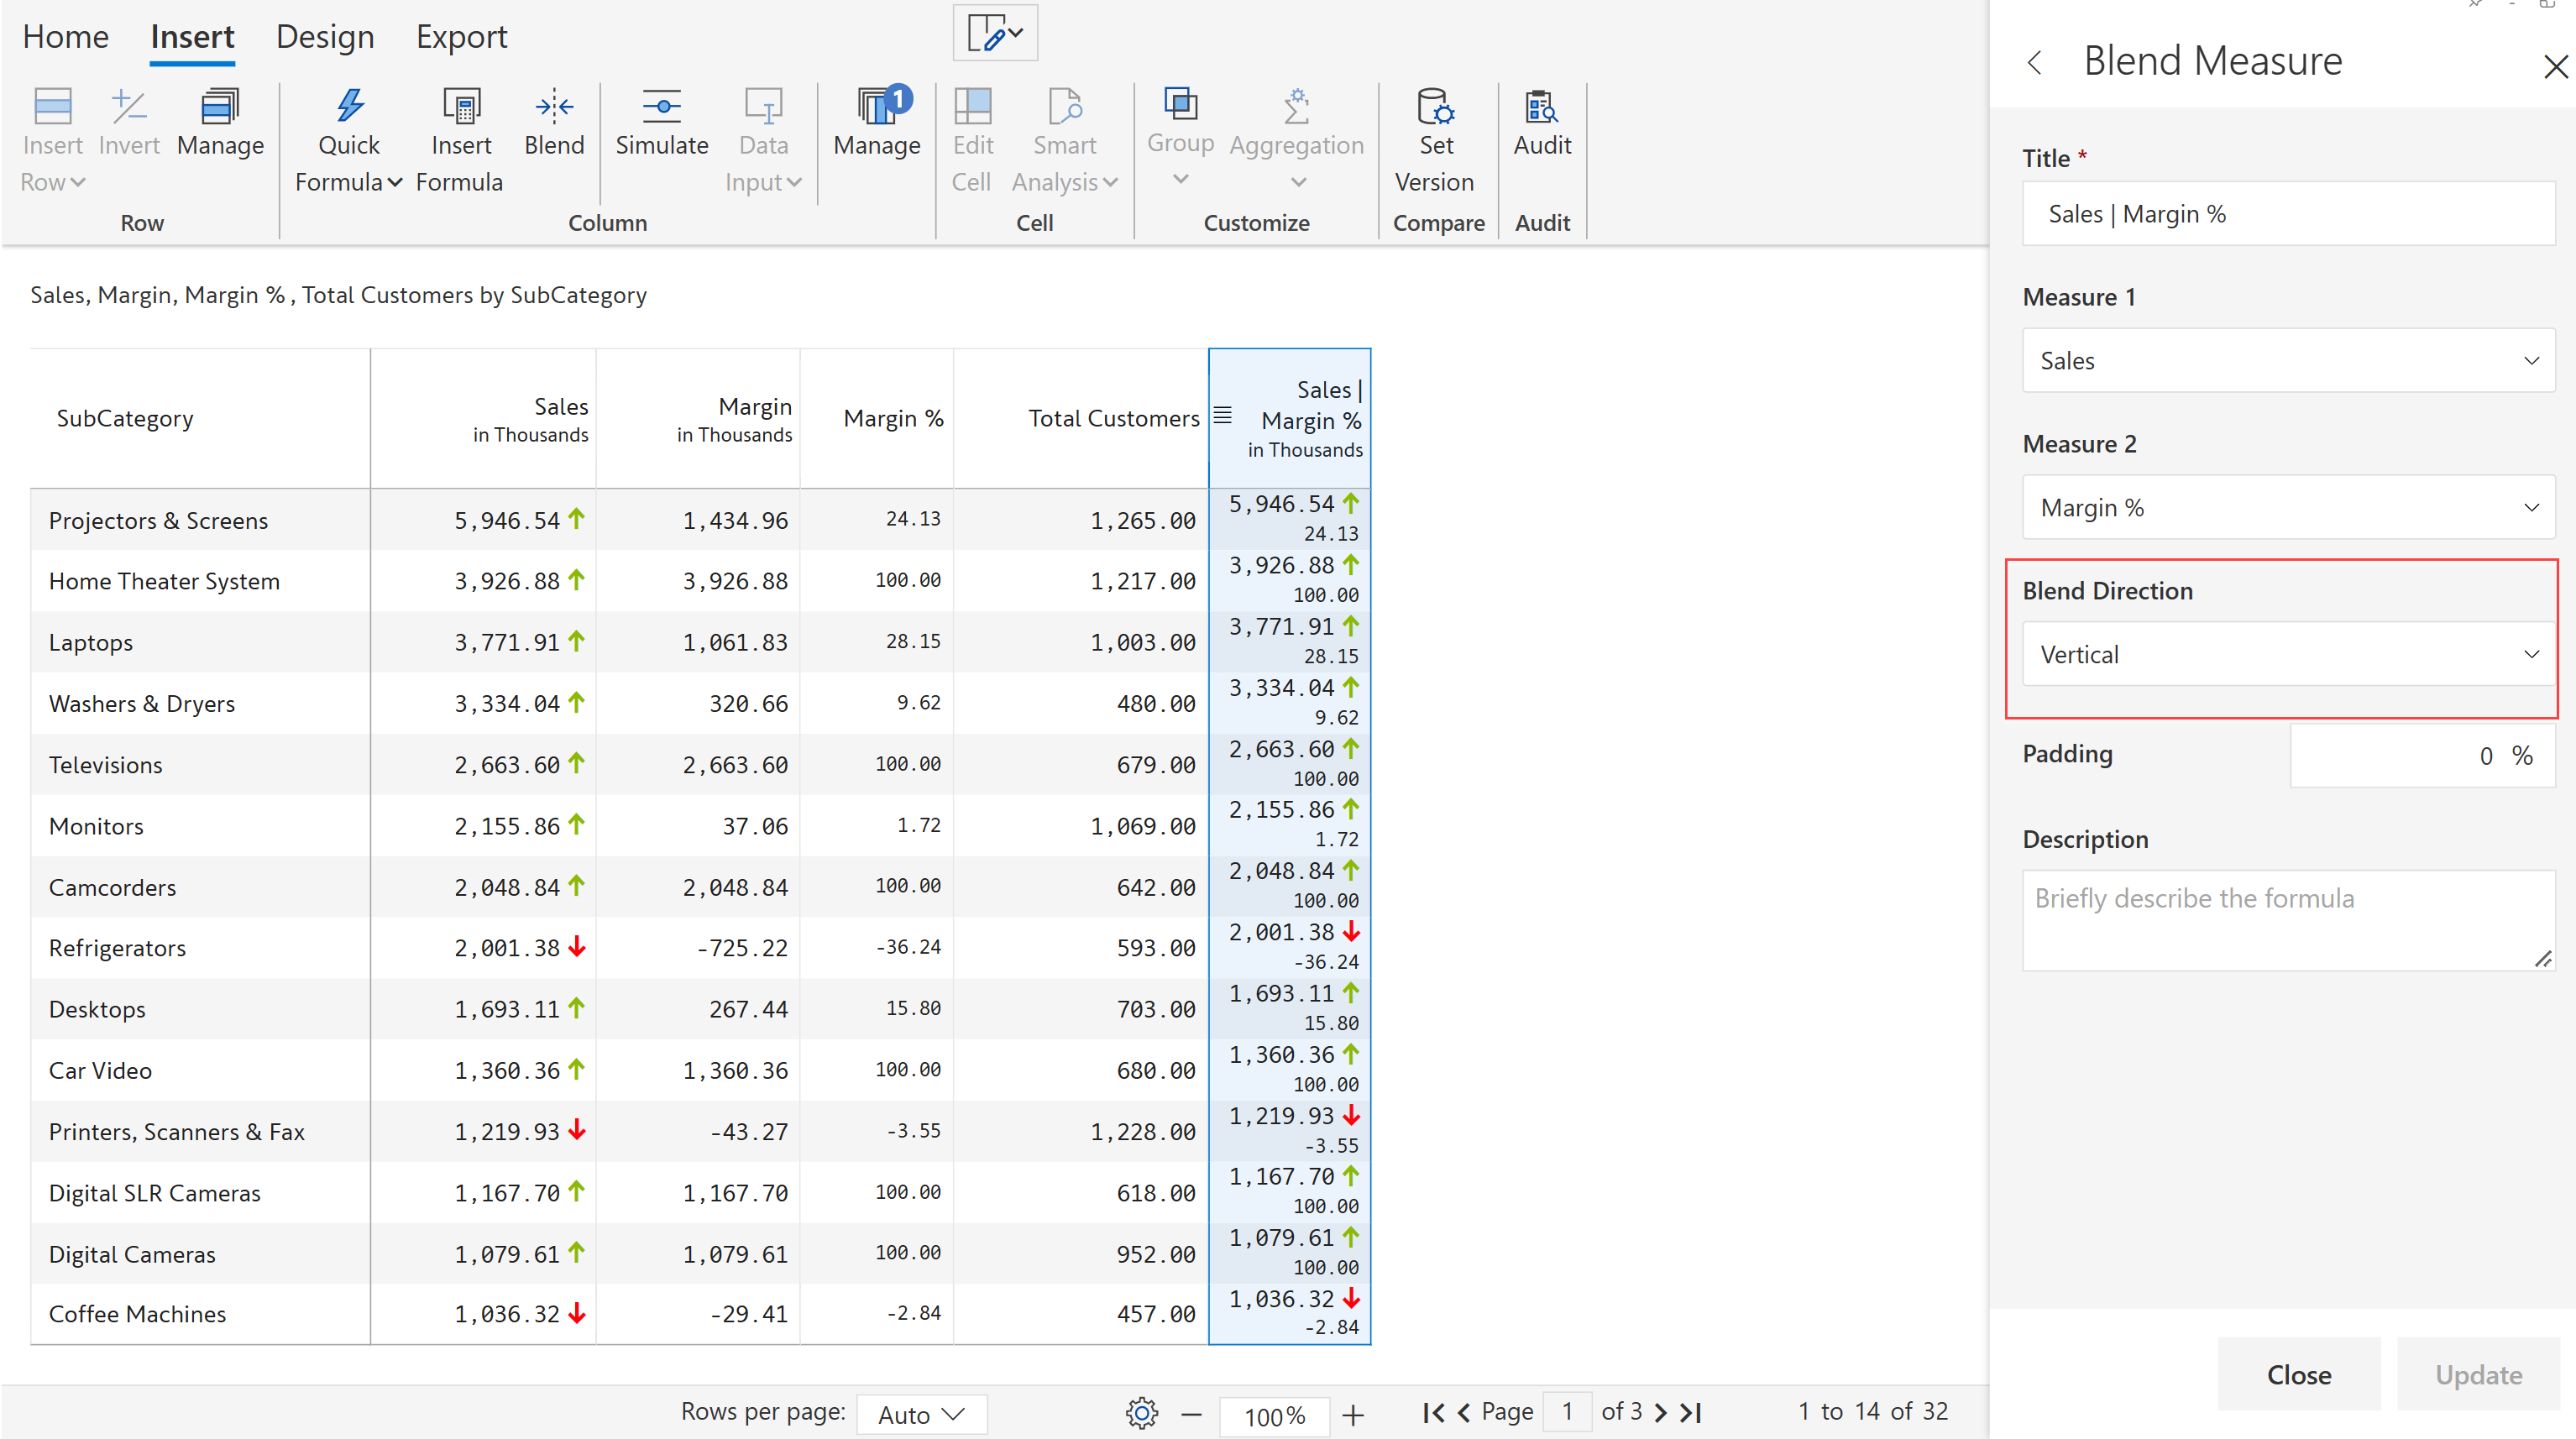 Home Insert Design Export
Insert Row Invert Manage Quick Formula Insert Formula Blend Simulate Data Input Manage 1 Edit Cell Smart Analysis Group Aggregation Set Version Audit
Row Column Cell Customize Compare Audit
Sales, Margin, Margin % , Total Customers by SubCategory
SubCategory Sales in Thousands Margin in Thousands Margin % Total Customers Sales | Margin % in Thousands
Projectors & Screens 5,946.54 1,434.96 24.13 1,265.00 5,946.54 24.13
Home Theater System 3,926.88 3,926.88 100.00 1,217.00 3,926.88 100.00
Laptops 3,771.91 1,061.83 28.15 1,003.00 3,771.91 28.15
Washers & Dryers 3,334.04 320.66 9.62 480.00 3,334.04 9.62
Televisions 2,663.60 2,663.60 100.00 679.00 2,663.60 100.00
Monitors 2,155.86 37.06 1.72 1,069.00 2,155.86 1.72
Camcorders 2,048.84 2,048.84 100.00 642.00 2,048.84 100.00
Refrigerators 2,001.38 -725.22 -36.24 593.00 2,001.38 -36.24
Desktops 1,693.11 267.44 15.80 703.00 1,693.11 15.80
Car Video 1,360.36 1,360.36 100.00 680.00 1,360.36 100.00
Printers, Scanners & Fax 1,219.93 -43.27 -3.55 1,228.00 1,219.93 -3.55
Digital SLR Cameras 1,167.70 1,167.70 100.00 618.00 1,167.70 100.00
Digital Cameras 1,079.61 1,079.61 100.00 952.00 1,079.61 100.00
Coffee Machines 1,036.32 -29.41 -2.84 457.00 1,036.32 -2.84
Rows per page: Auto 100% Page 1 of 3 1 to 14 of 32
Blend Measure
Title *
Sales | Margin %
Measure 1
Sales
Measure 2
Margin %
Blend Direction
Vertical
Padding 0 %
Description
Briefly describe the formula
Close Update